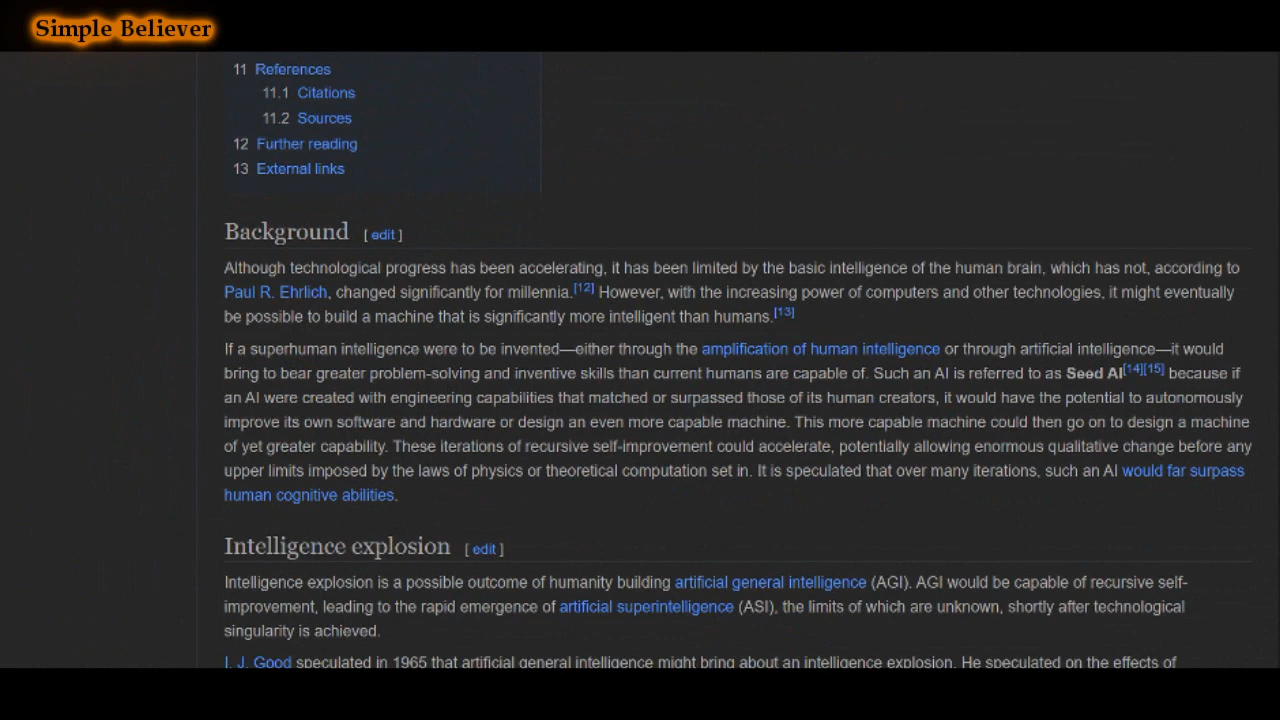 Simple Believer
11 References
11.1 Citations
11.2 Sources
12 Further reading
13 External links
Background [ edit ]
Although technological progress has been accelerating, it has been limited by the basic intelligence of the human brain, which has not, according to
Paul R. Ehrlich, changed significantly for millennia.[12] However, with the increasing power of computers and other technologies, it might eventually
be possible to build a machine that is significantly more intelligent than humans.[13]
If a superhuman intelligence were to be invented—either through the amplification of human intelligence or through artificial intelligence—it would
bring to bear greater problem-solving and inventive skills than current humans are capable of. Such an AI is referred to as Seed AI[14][15] because if
an AI were created with engineering capabilities that matched or surpassed those of its human creators, it would have the potential to autonomously
improve its own software and hardware or design an even more capable machine. This more capable machine could then go on to design a machine
of yet greater capability. These iterations of recursive self-improvement could accelerate, potentially allowing enormous qualitative change before any
upper limits imposed by the laws of physics or theoretical computation set in. It is speculated that over many iterations, such an AI would far surpass
human cognitive abilities.
Intelligence explosion [ edit ]
Intelligence explosion is a possible outcome of humanity building artificial general intelligence (AGI). AGI would be capable of recursive self-
improvement, leading to the rapid emergence of artificial superintelligence (ASI), the limits of which are unknown, shortly after technological
singularity is achieved.
I. J. Good speculated in 1965 that artificial general intelligence might bring about an intelligence explosion. He speculated on the effects of